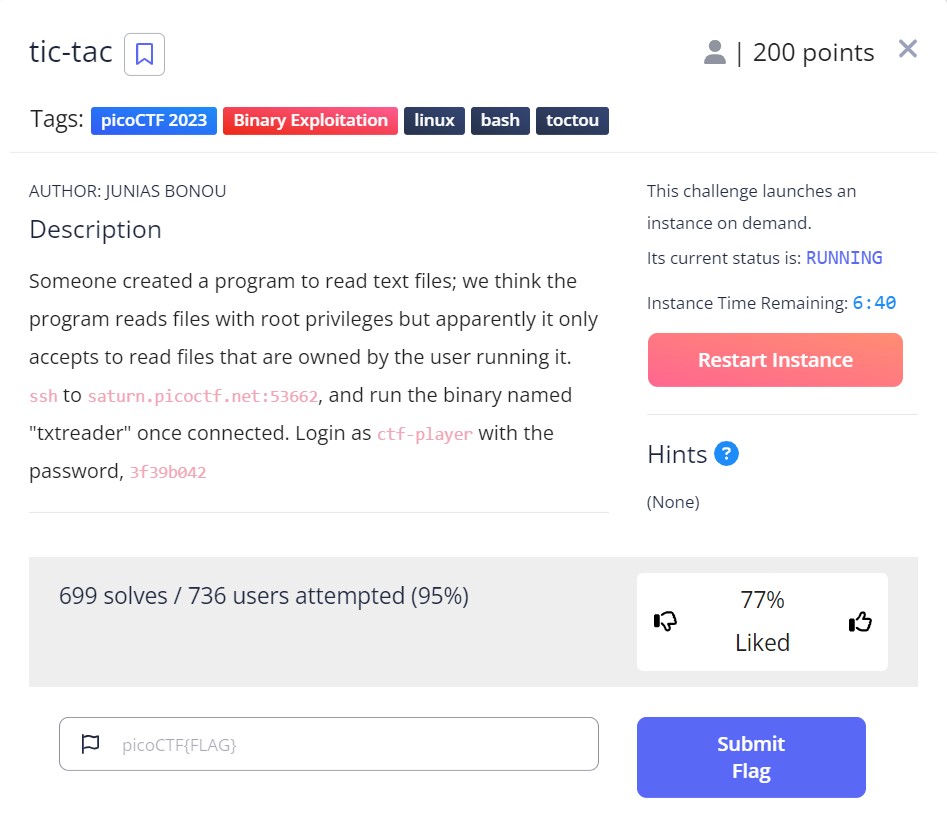 tic-tac
| 200 points
Tags: picoCTF 2023 Binary Exploitation linux bash toctou
AUTHOR: JUNIAS BONOU
Description
Someone created a program to read text files; we think the
program reads files with root privileges but apparently it only
accepts to read files that are owned by the user running it.
ssh to saturn.picoctf.net:53662, and run the binary named
"txtreader" once connected. Login as ctf-player with the
password, 3f39b042
This challenge launches an
instance on demand.
Its current status is: RUNNING
Instance Time Remaining: 6:40
Restart Instance
Hints ?
(None)
699 solves / 736 users attempted (95%)
77%
Liked
picoCTF{FLAG}
Submit
Flag